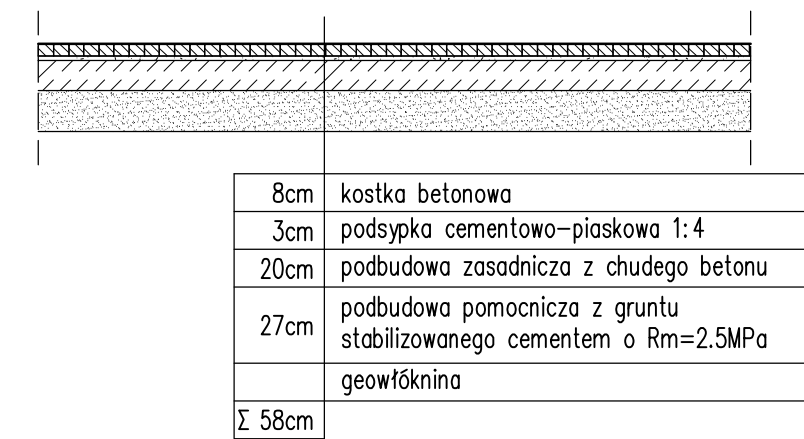 8cm kostka betonowa
3cm podsypka cementowo-piaskowa 1:4
20cm podbudowa zasadnicza z chudego betonu
27cm podbudowa pomocnicza z gruntu
stabilizowanego cementem o Rm=2.5MPa
geowłóknina
Σ 58cm